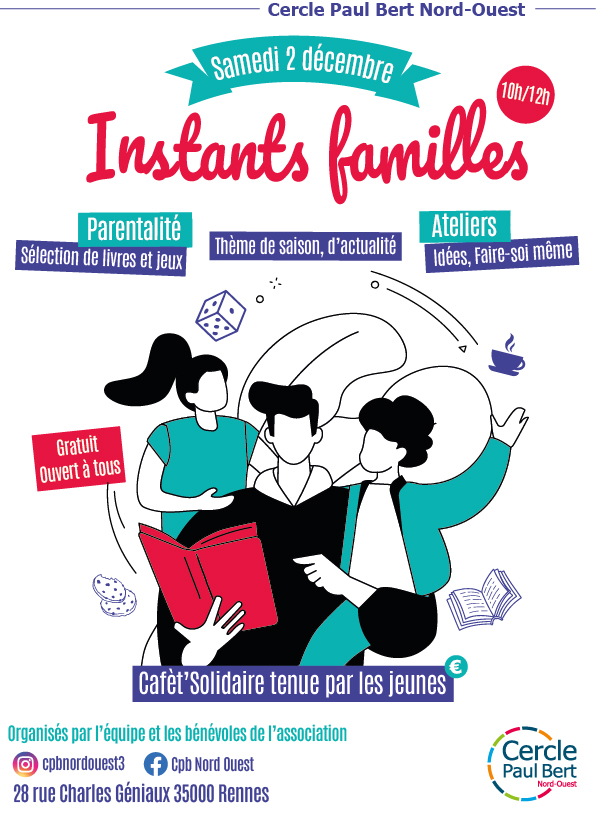 Cercle Paul Bert Nord-Ouest
Samedi 2 décembre
10h/12h
Instants familles
Parentalité
Sélection de livres et jeux
Thème de saison, d'actualité
Ateliers
Idées, Faire-soi même
Gratuit
Ouvert à tous
Cafèt'Solidaire tenue par les jeunes
€
Organisés par l'équipe et les bénévoles de l'association
cpbnordouest3
Cpb Nord Ouest
28 rue Charles Géniaux 35000 Rennes
Cercle
Paul Bert
Nord-Ouest